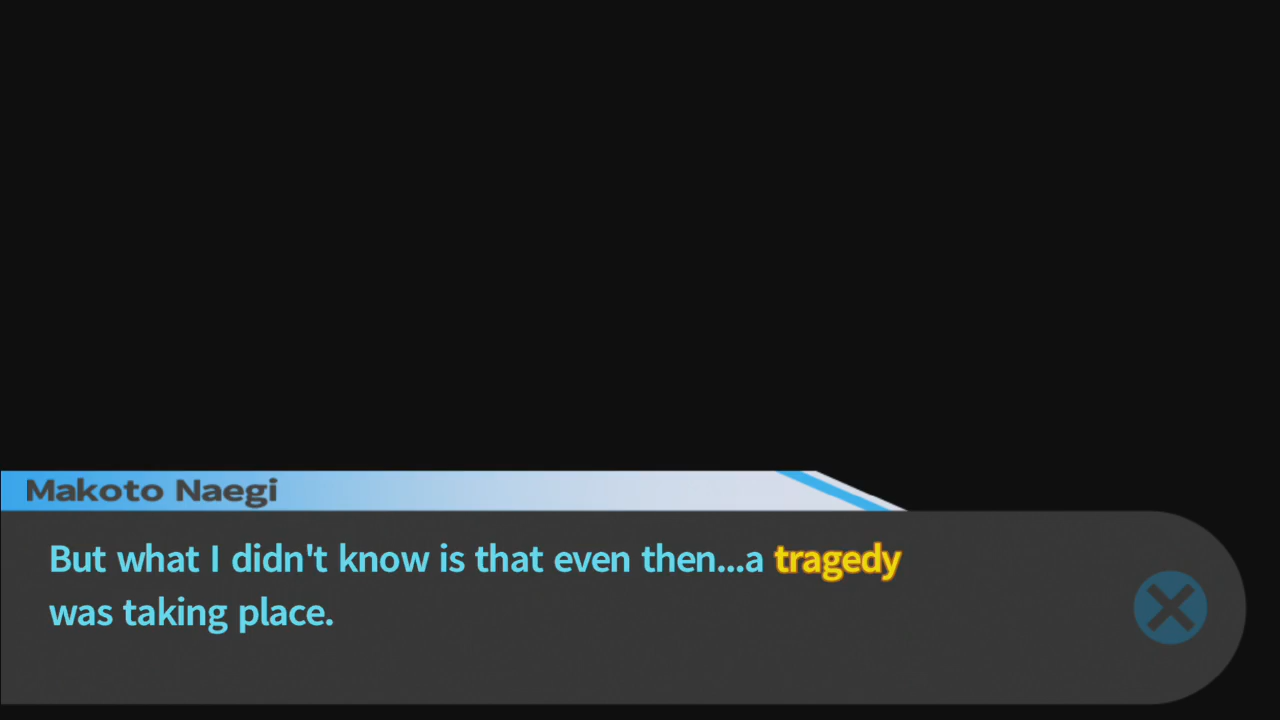 Makoto Naegi
But what I didn't know is that even then...a tragedy
was taking place.